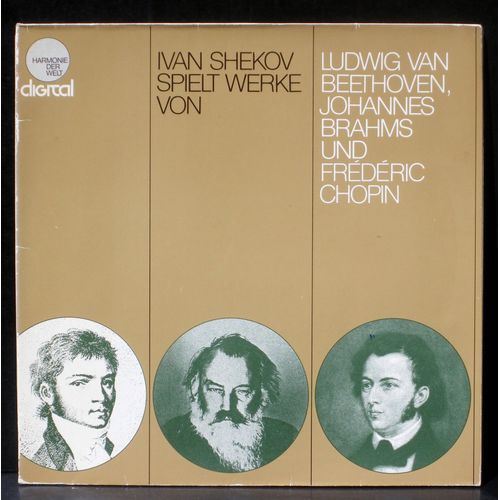 HARMONIE
DER
WELT
digital
IVAN SHEKOV
SPIELT WERKE
VON
LUDWIG VAN
BEETHOVEN,
JOHANNES
BRAHMS
UND
FRÉDÉRIC
CHOPIN